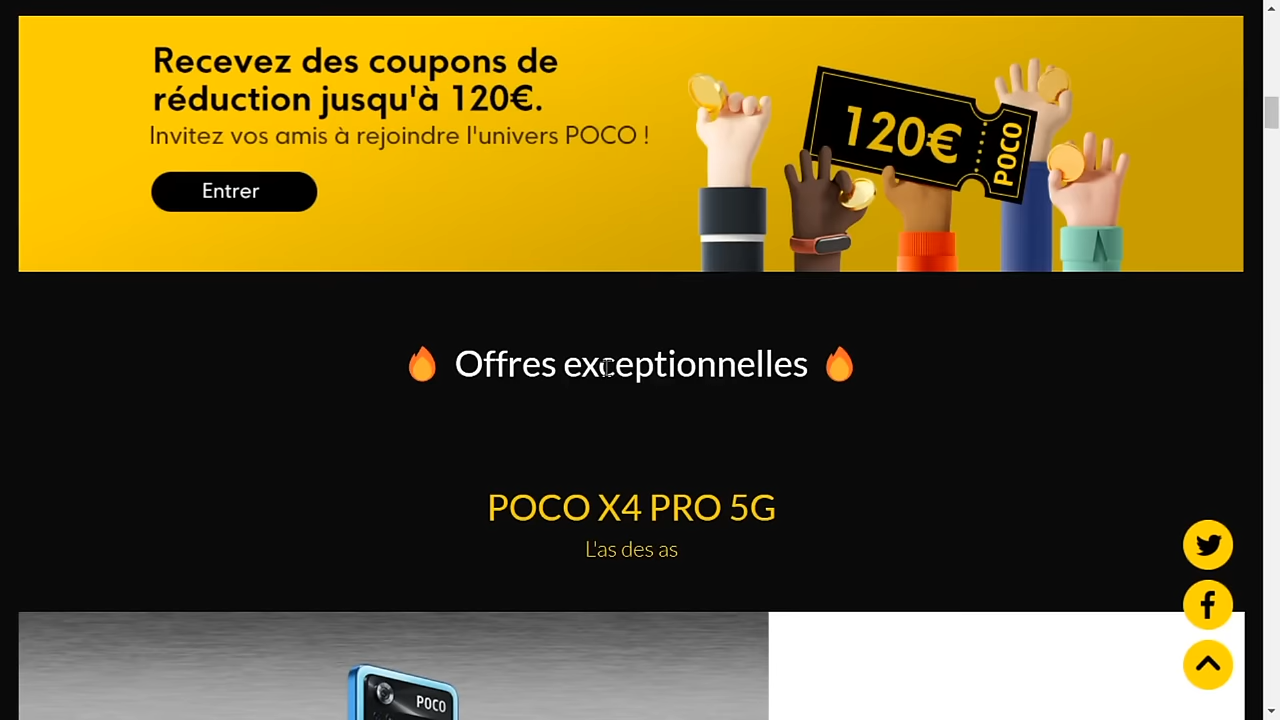 Recevez des coupons de
réduction jusqu'à 120€.
Invitez vos amis à rejoindre l'univers POCO !
Entrer
120€
POCO
🔥 Offres exceptionnelles 🔥
POCO X4 PRO 5G
L'as des as
POCO